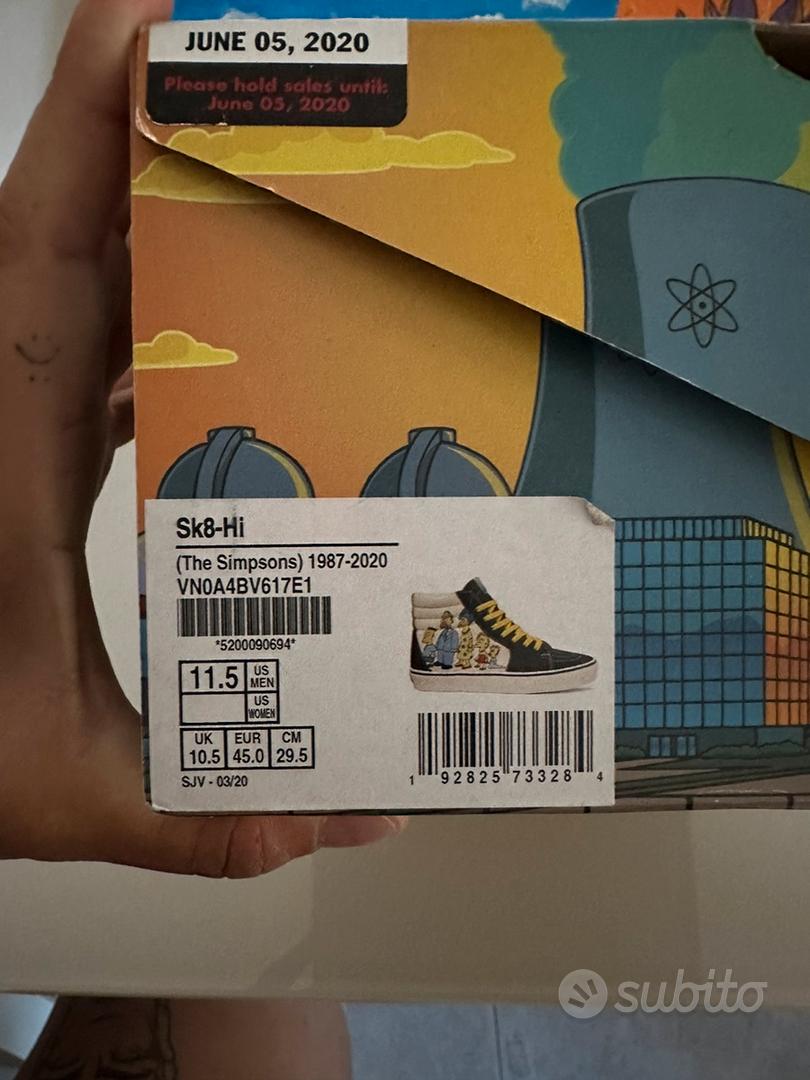 JUNE 05, 2020
Please hold sales until:
June 05, 2020
Sk8-Hi
(The Simpsons) 1987-2020
VN0A4BV617E1
*5200090694*
11.5 US MEN
US WOMEN
UK EUR CM
10.5 45.0 29.5
SJV - 03/20
1 92825 73328 4
subito